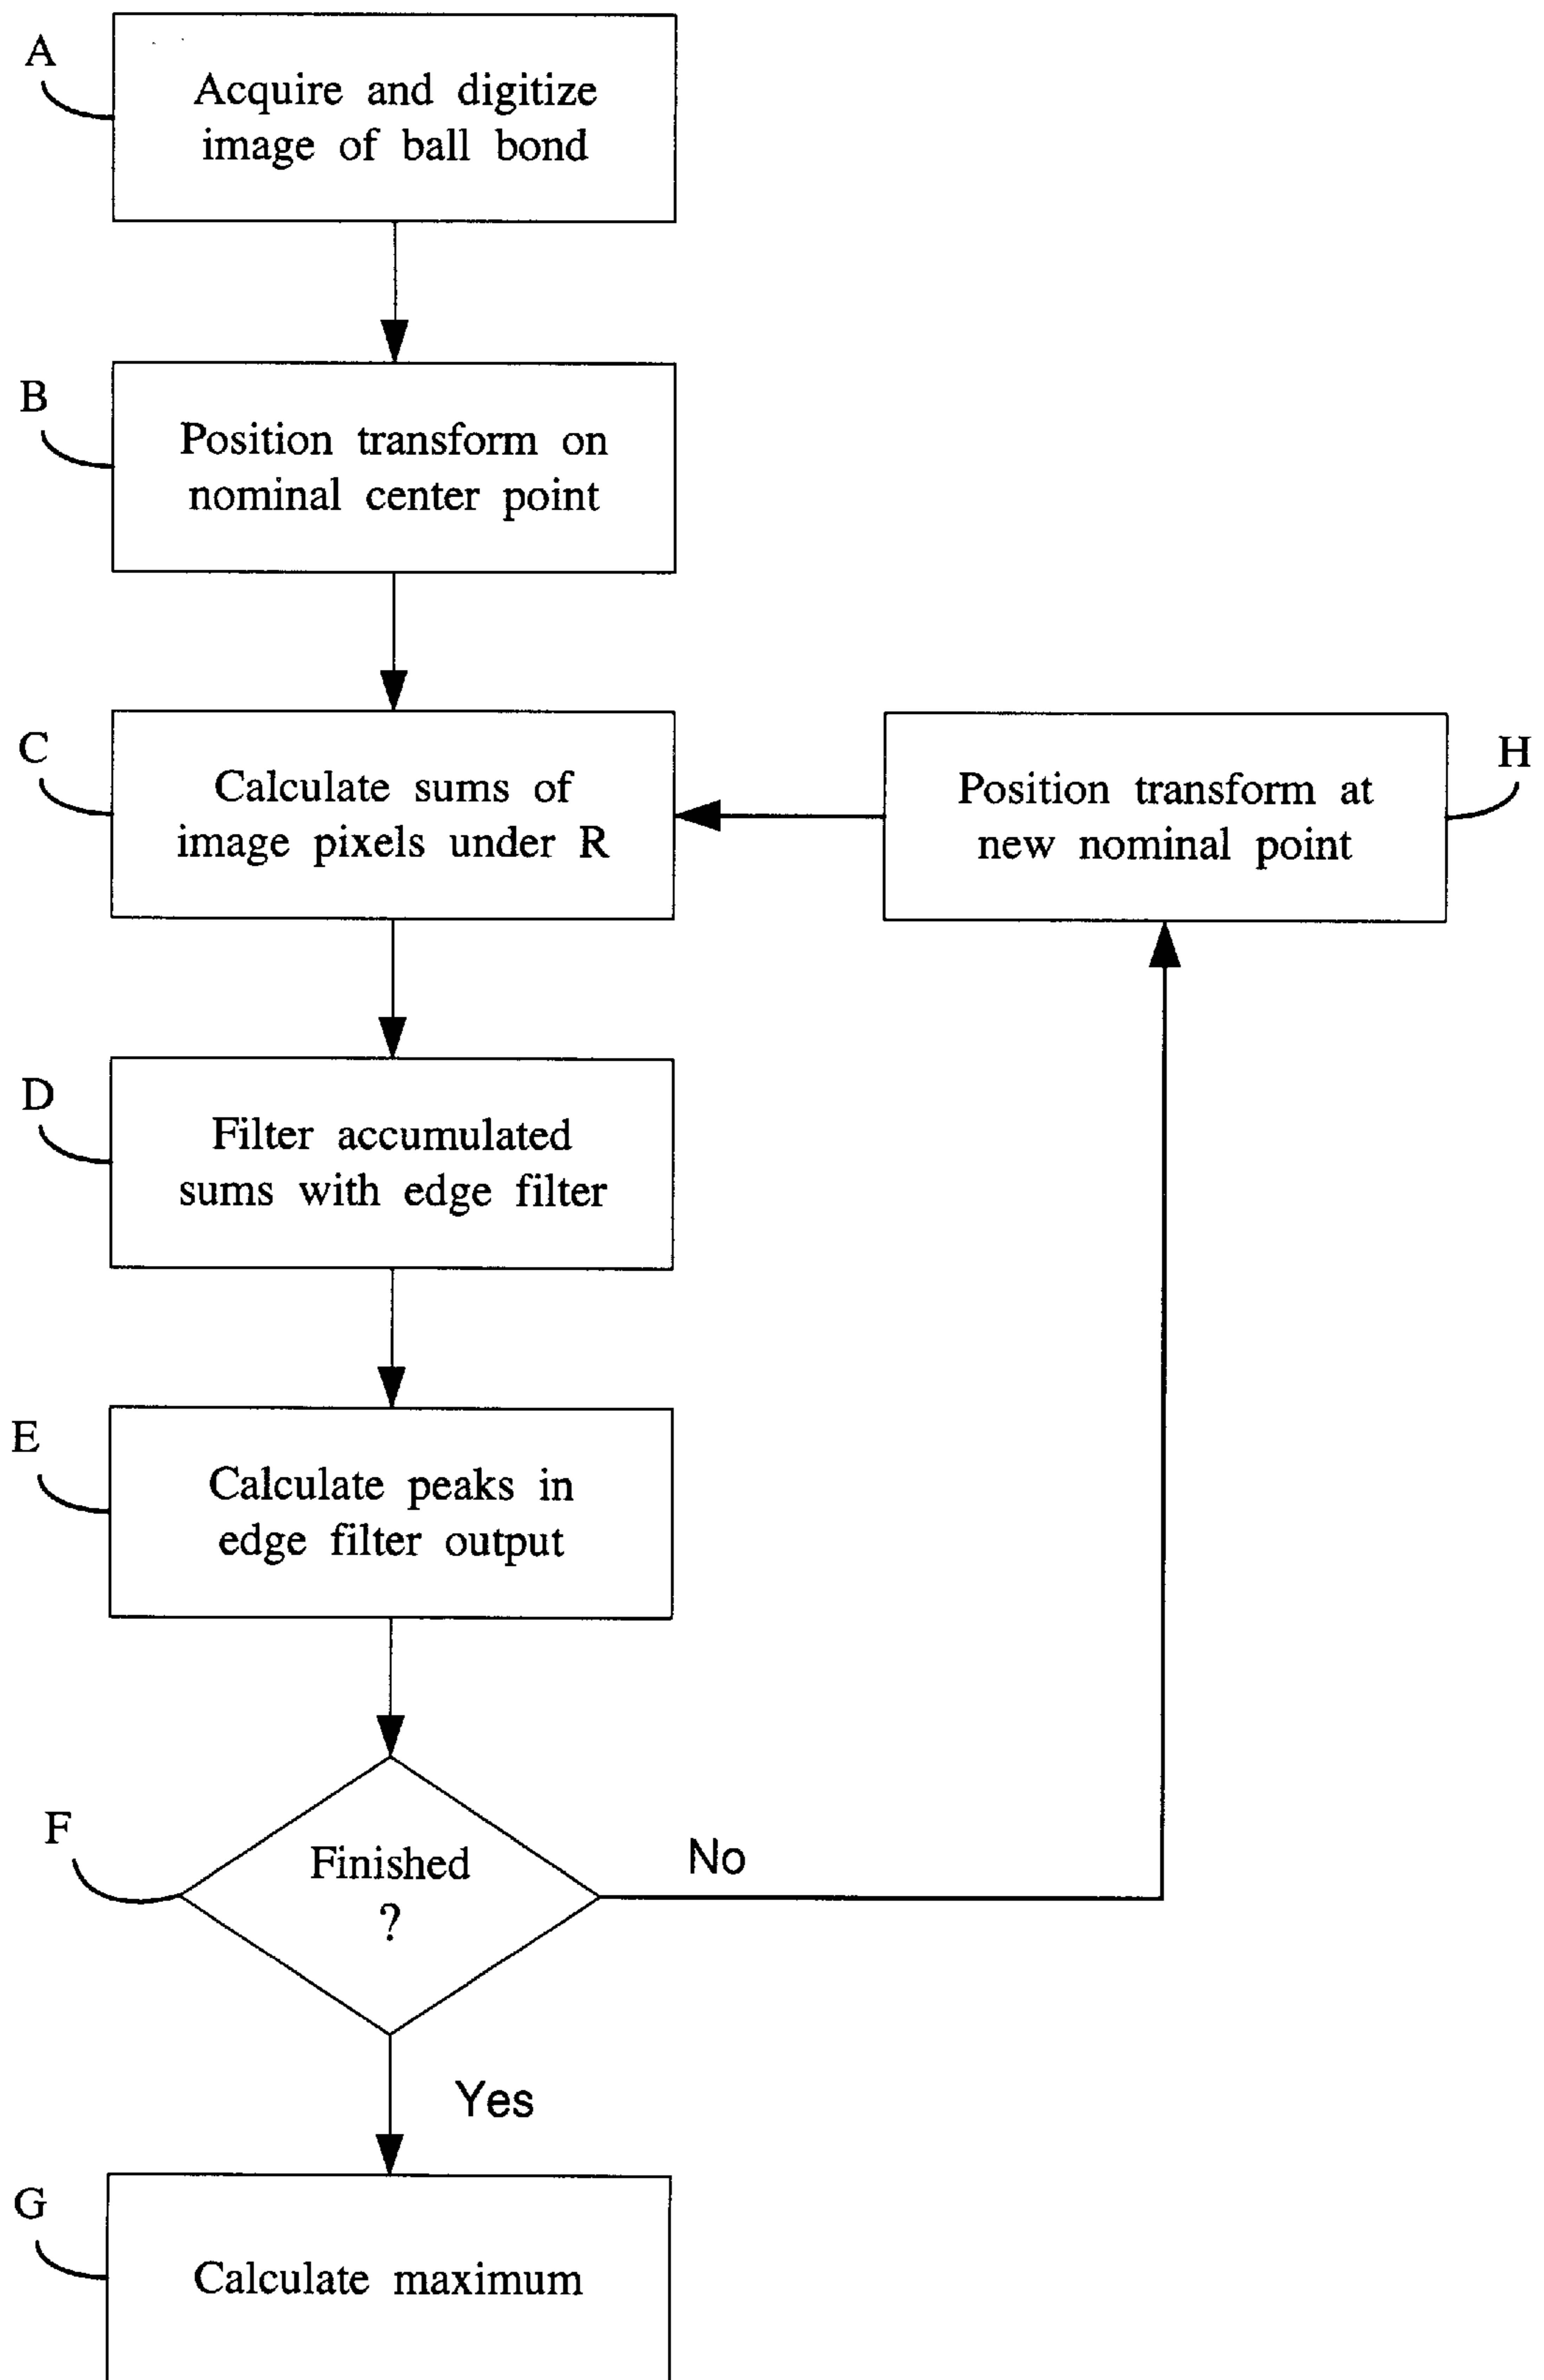 A
Acquire and digitize
image of ball bond
B
Position transform on
nominal center point
C
Calculate sums of
image pixels under R
Position transform at
new nominal point
H
D
Filter accumulated
sums with edge filter
E
Calculate peaks in
edge filter output
F
Finished
?
No
Yes
G
Calculate maximum